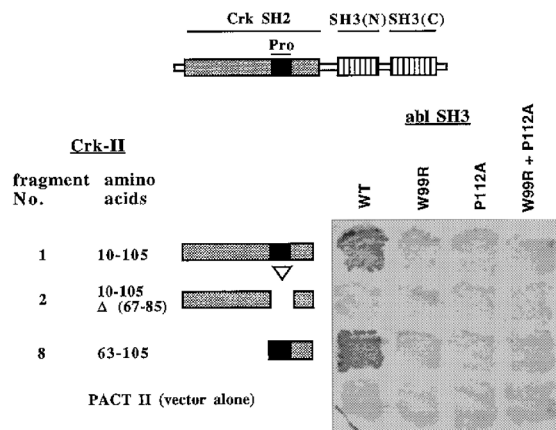 Crk SH2 SH3(N) SH3(C)
Pro
abl SH3
Crk-II
fragment amino
No. acids
WT W99R P112A W99R + P112A
1 10-105
2 10-105
Δ (67-85)
8 63-105
PACT II (vector alone)